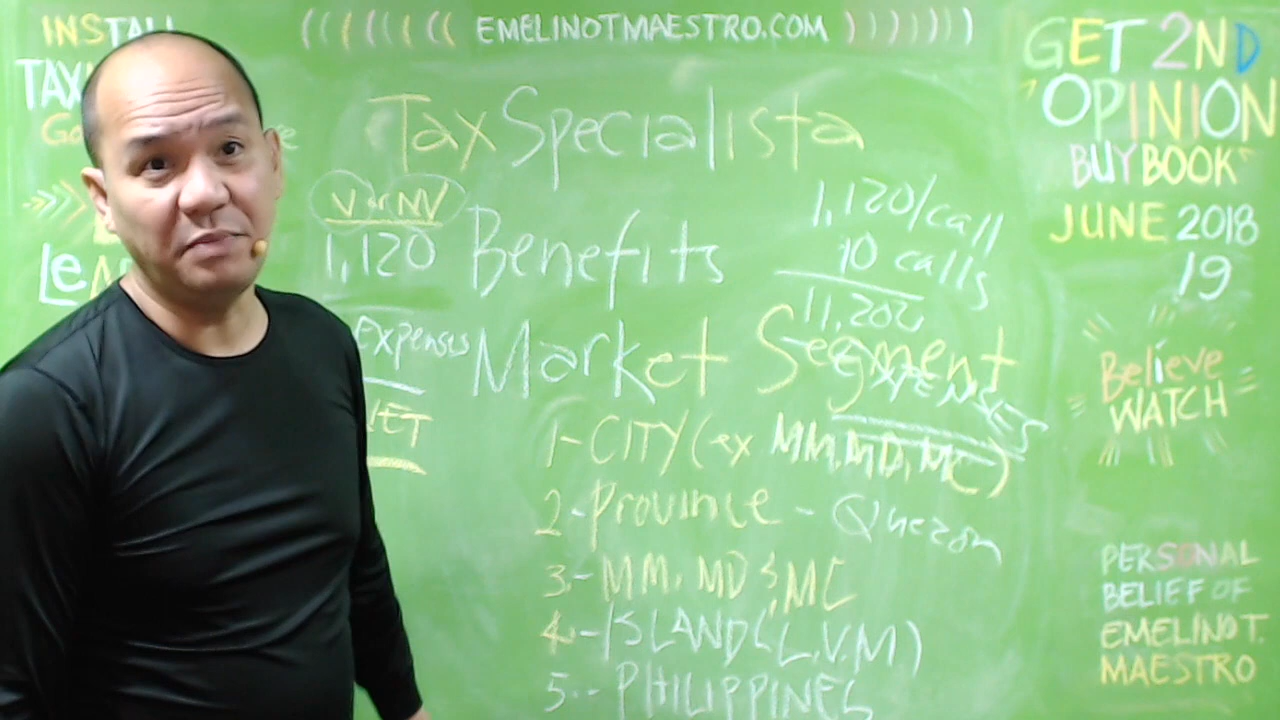 INSTALL
TAX
((((((( EMELINOTMAESTRO.COM )))))))
GET 2ND
"OPINION
BUY BOOK"
JUNE 2018
19
Tax Specialista
V or NV
1,120
Benefits
1,120/call
10 calls
11,200
EXPENSES
Expenses
NET
Market Segment
1-CITY (ex MM, MD, MC)
2-Province - Quezon
3.-MM, MD & MC
4-ISLAND (L.V.M)
5.-PHILIPPINES
Believe
WATCH
PERSONAL
BELIEF OF
EMELINO T.
MAESTRO